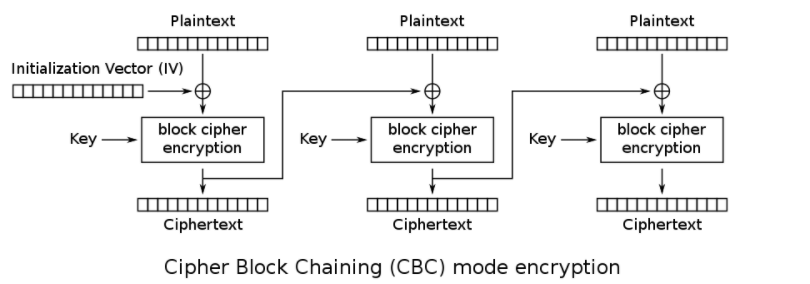 Plaintext
Plaintext
Plaintext
Initialization Vector (IV)
Key
block cipher
encryption
Key
block cipher
encryption
Key
block cipher
encryption
Ciphertext
Ciphertext
Ciphertext
Cipher Block Chaining (CBC) mode encryption